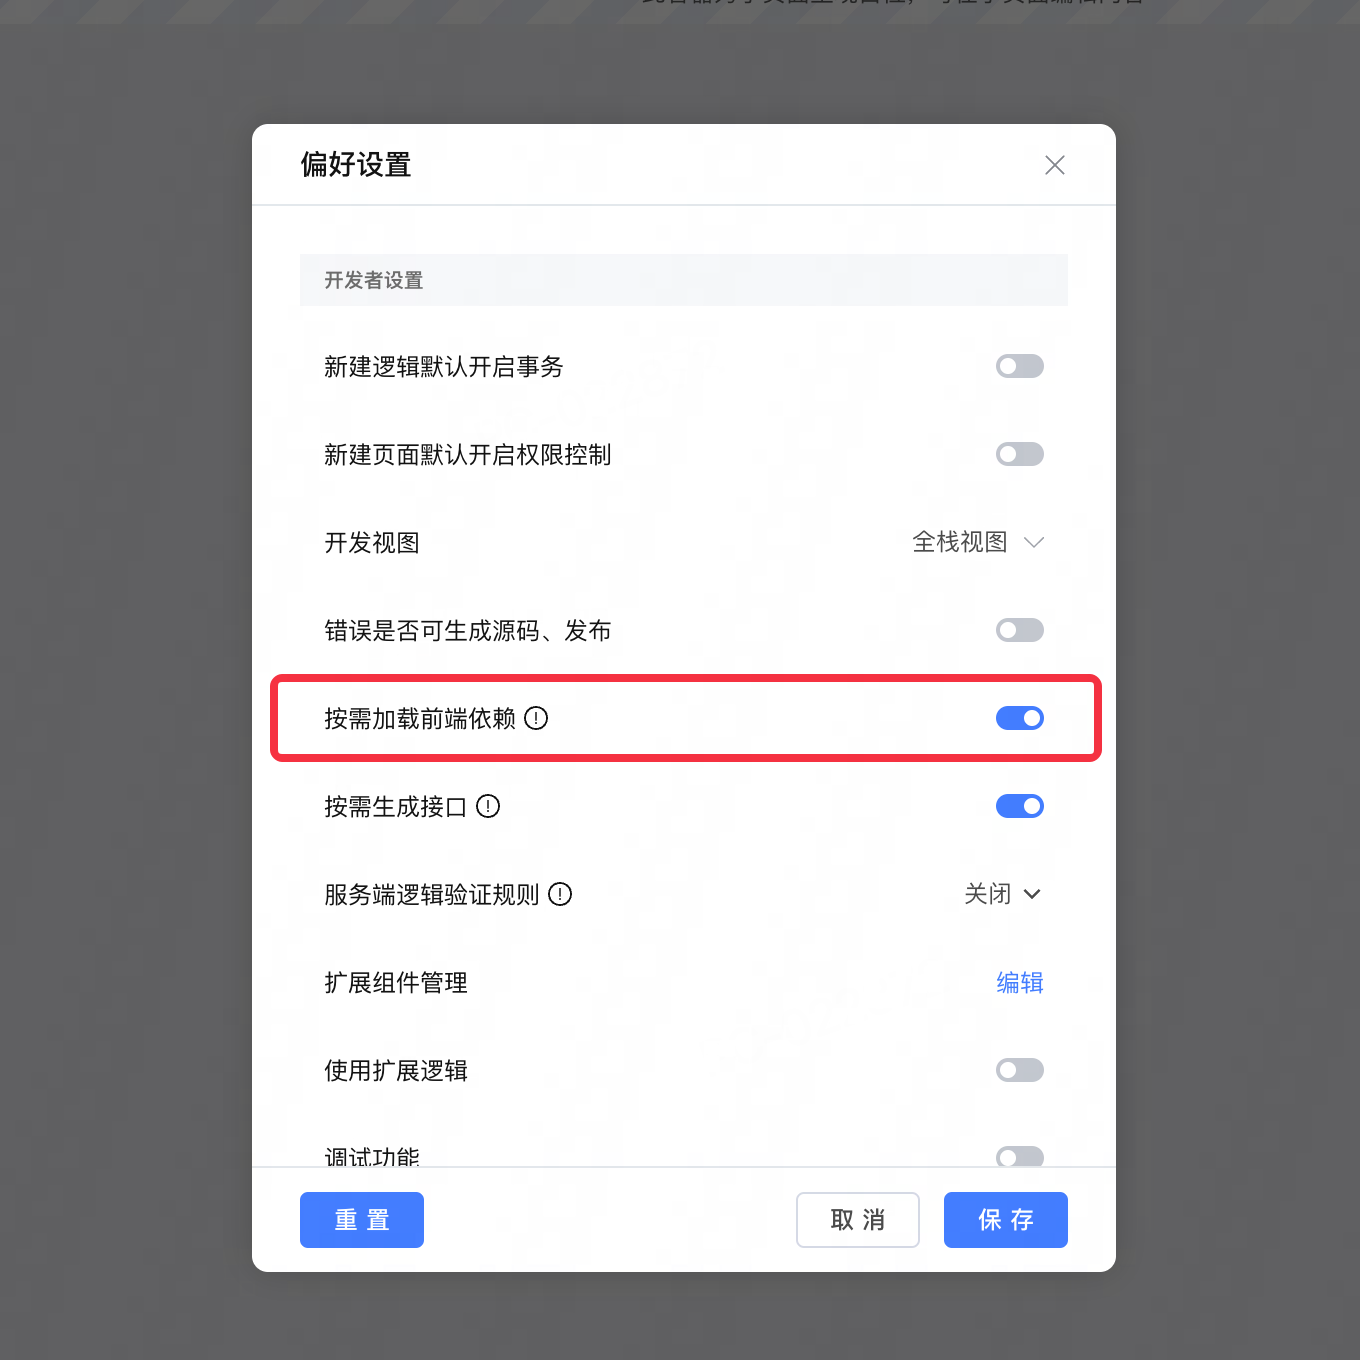 偏好设置
开发者设置
新建逻辑默认开启事务
新建页面默认开启权限控制
开发视图 全栈视图
错误是否可生成源码、发布
按需加载前端依赖
按需生成接口
服务端逻辑验证规则 关闭
扩展组件管理 编辑
使用扩展逻辑
调试功能
重置 取消 保存